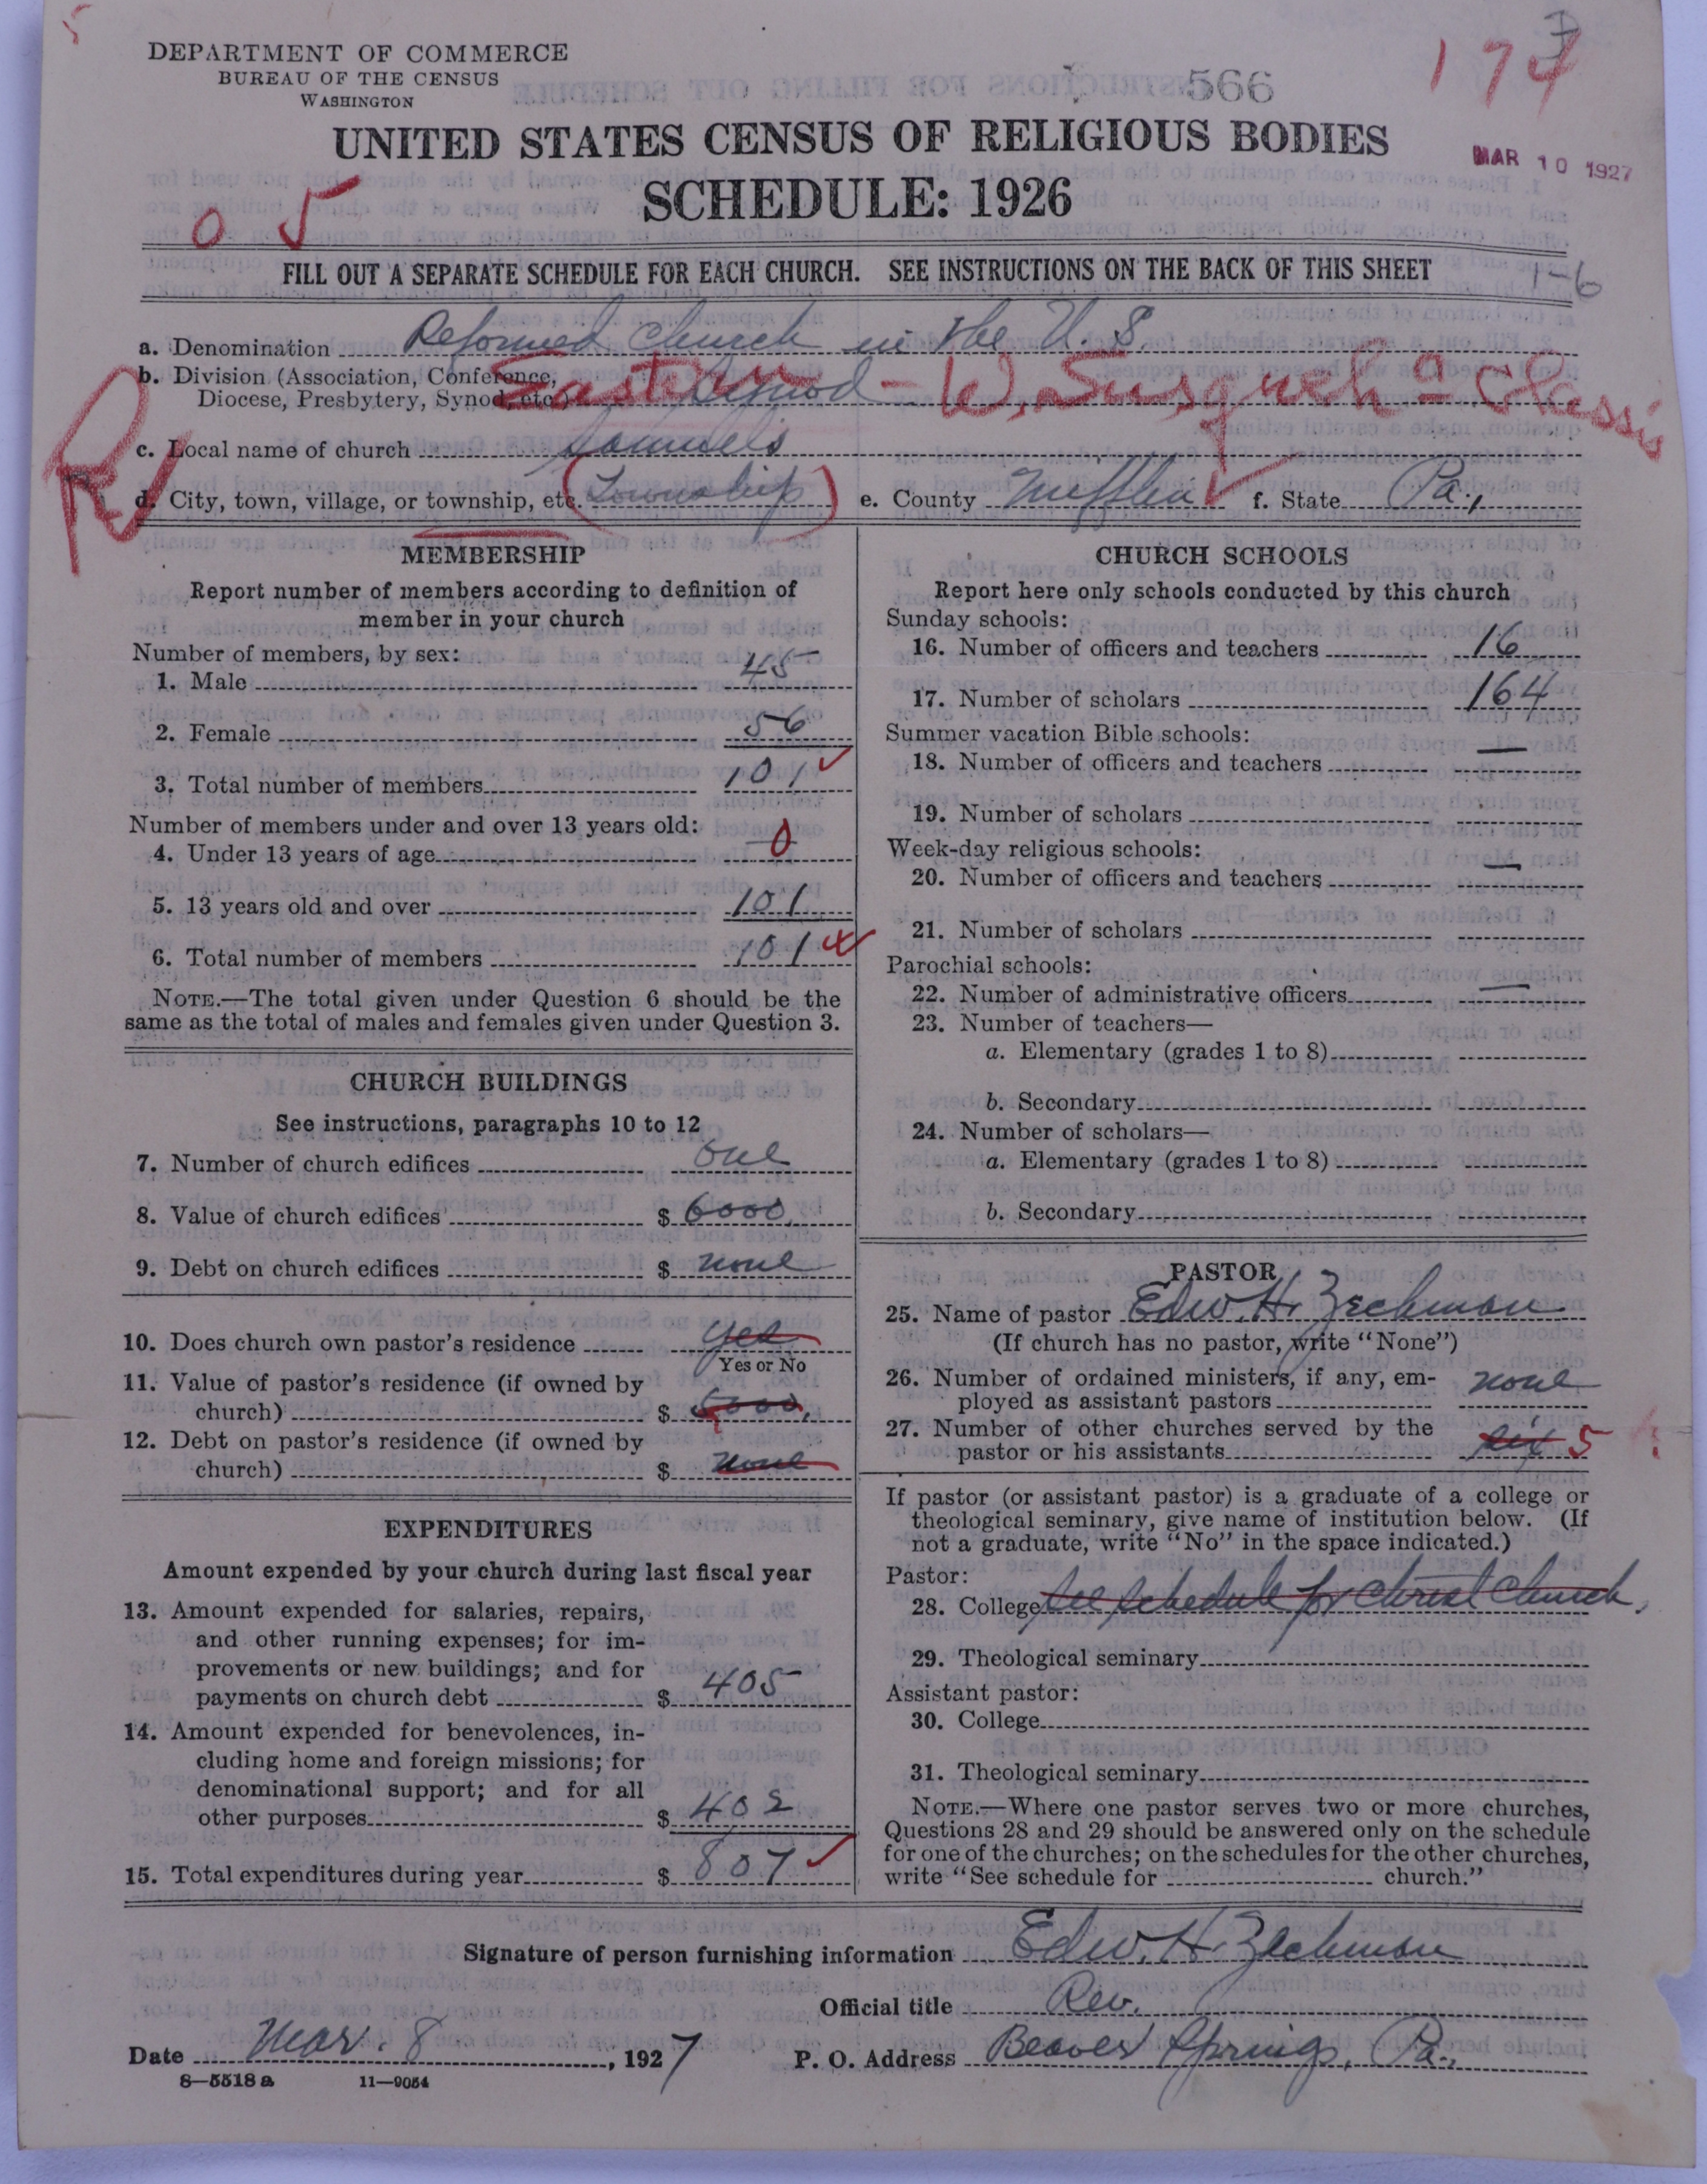 DEPARTMENT OF COMMERCE
BUREAU OF THE CENSUS
WASHINGTON
566
174
UNITED STATES CENSUS OF RELIGIOUS BODIES
MAR 10 1927
SCHEDULE: 1926
0 5
FILL OUT A SEPARATE SCHEDULE FOR EACH CHURCH. SEE INSTRUCTIONS ON THE BACK OF THIS SHEET
1-6
a. Denomination Reformed Church in the U. S.
b. Division (Association, Conference,
Diocese, Presbytery, Synod, etc.) Eastern Synod - W. Susqueh a Classis
c. Local name of church Samuels
d. City, town, village, or township, etc. (Township) e. County Mifflin f. State Pa.,
MEMBERSHIP
Report number of members according to definition of
member in your church
Number of members, by sex:
1. Male 45
2. Female 56
3. Total number of members 101
Number of members under and over 13 years old:
4. Under 13 years of age 0
5. 13 years old and over 101
6. Total number of members 101
NOTE.—The total given under Question 6 should be the
same as the total of males and females given under Question 3.
CHURCH BUILDINGS
See instructions, paragraphs 10 to 12
7. Number of church edifices one
8. Value of church edifices $ 6000.
9. Debt on church edifices $ none
10. Does church own pastor's residence yes
Yes or No
11. Value of pastor's residence (if owned by
church) $ 5000.
12. Debt on pastor's residence (if owned by
church) $ none
EXPENDITURES
Amount expended by your church during last fiscal year
13. Amount expended for salaries, repairs,
and other running expenses; for im-
provements or new buildings; and for
payments on church debt $ 405
14. Amount expended for benevolences, in-
cluding home and foreign missions; for
denominational support; and for all
other purposes $ 402
15. Total expenditures during year $ 807
CHURCH SCHOOLS
Report here only schools conducted by this church
Sunday schools:
16. Number of officers and teachers 16
17. Number of scholars 164
Summer vacation Bible schools:
18. Number of officers and teachers —
19. Number of scholars
Week-day religious schools:
20. Number of officers and teachers —
21. Number of scholars
Parochial schools:
22. Number of administrative officers —
23. Number of teachers—
a. Elementary (grades 1 to 8)
b. Secondary
24. Number of scholars—
a. Elementary (grades 1 to 8)
b. Secondary
PASTOR
25. Name of pastor Edw. H. Zechman
(If church has no pastor, write "None")
26. Number of ordained ministers, if any, em-
ployed as assistant pastors none
27. Number of other churches served by the
pastor or his assistants six 5
If pastor (or assistant pastor) is a graduate of a college or
theological seminary, give name of institution below. (If
not a graduate, write "No" in the space indicated.)
Pastor:
28. College See schedule for Christ Church.
29. Theological seminary
Assistant pastor:
30. College
31. Theological seminary
NOTE.—Where one pastor serves two or more churches,
Questions 28 and 29 should be answered only on the schedule
for one of the churches; on the schedules for the other churches,
write "See schedule for church."
Signature of person furnishing information Edw. H. Zechman
Official title Rev.
Date Mar. 8, 1927 P. O. Address Beaver Springs, Pa.
8—5518 a 11—9054